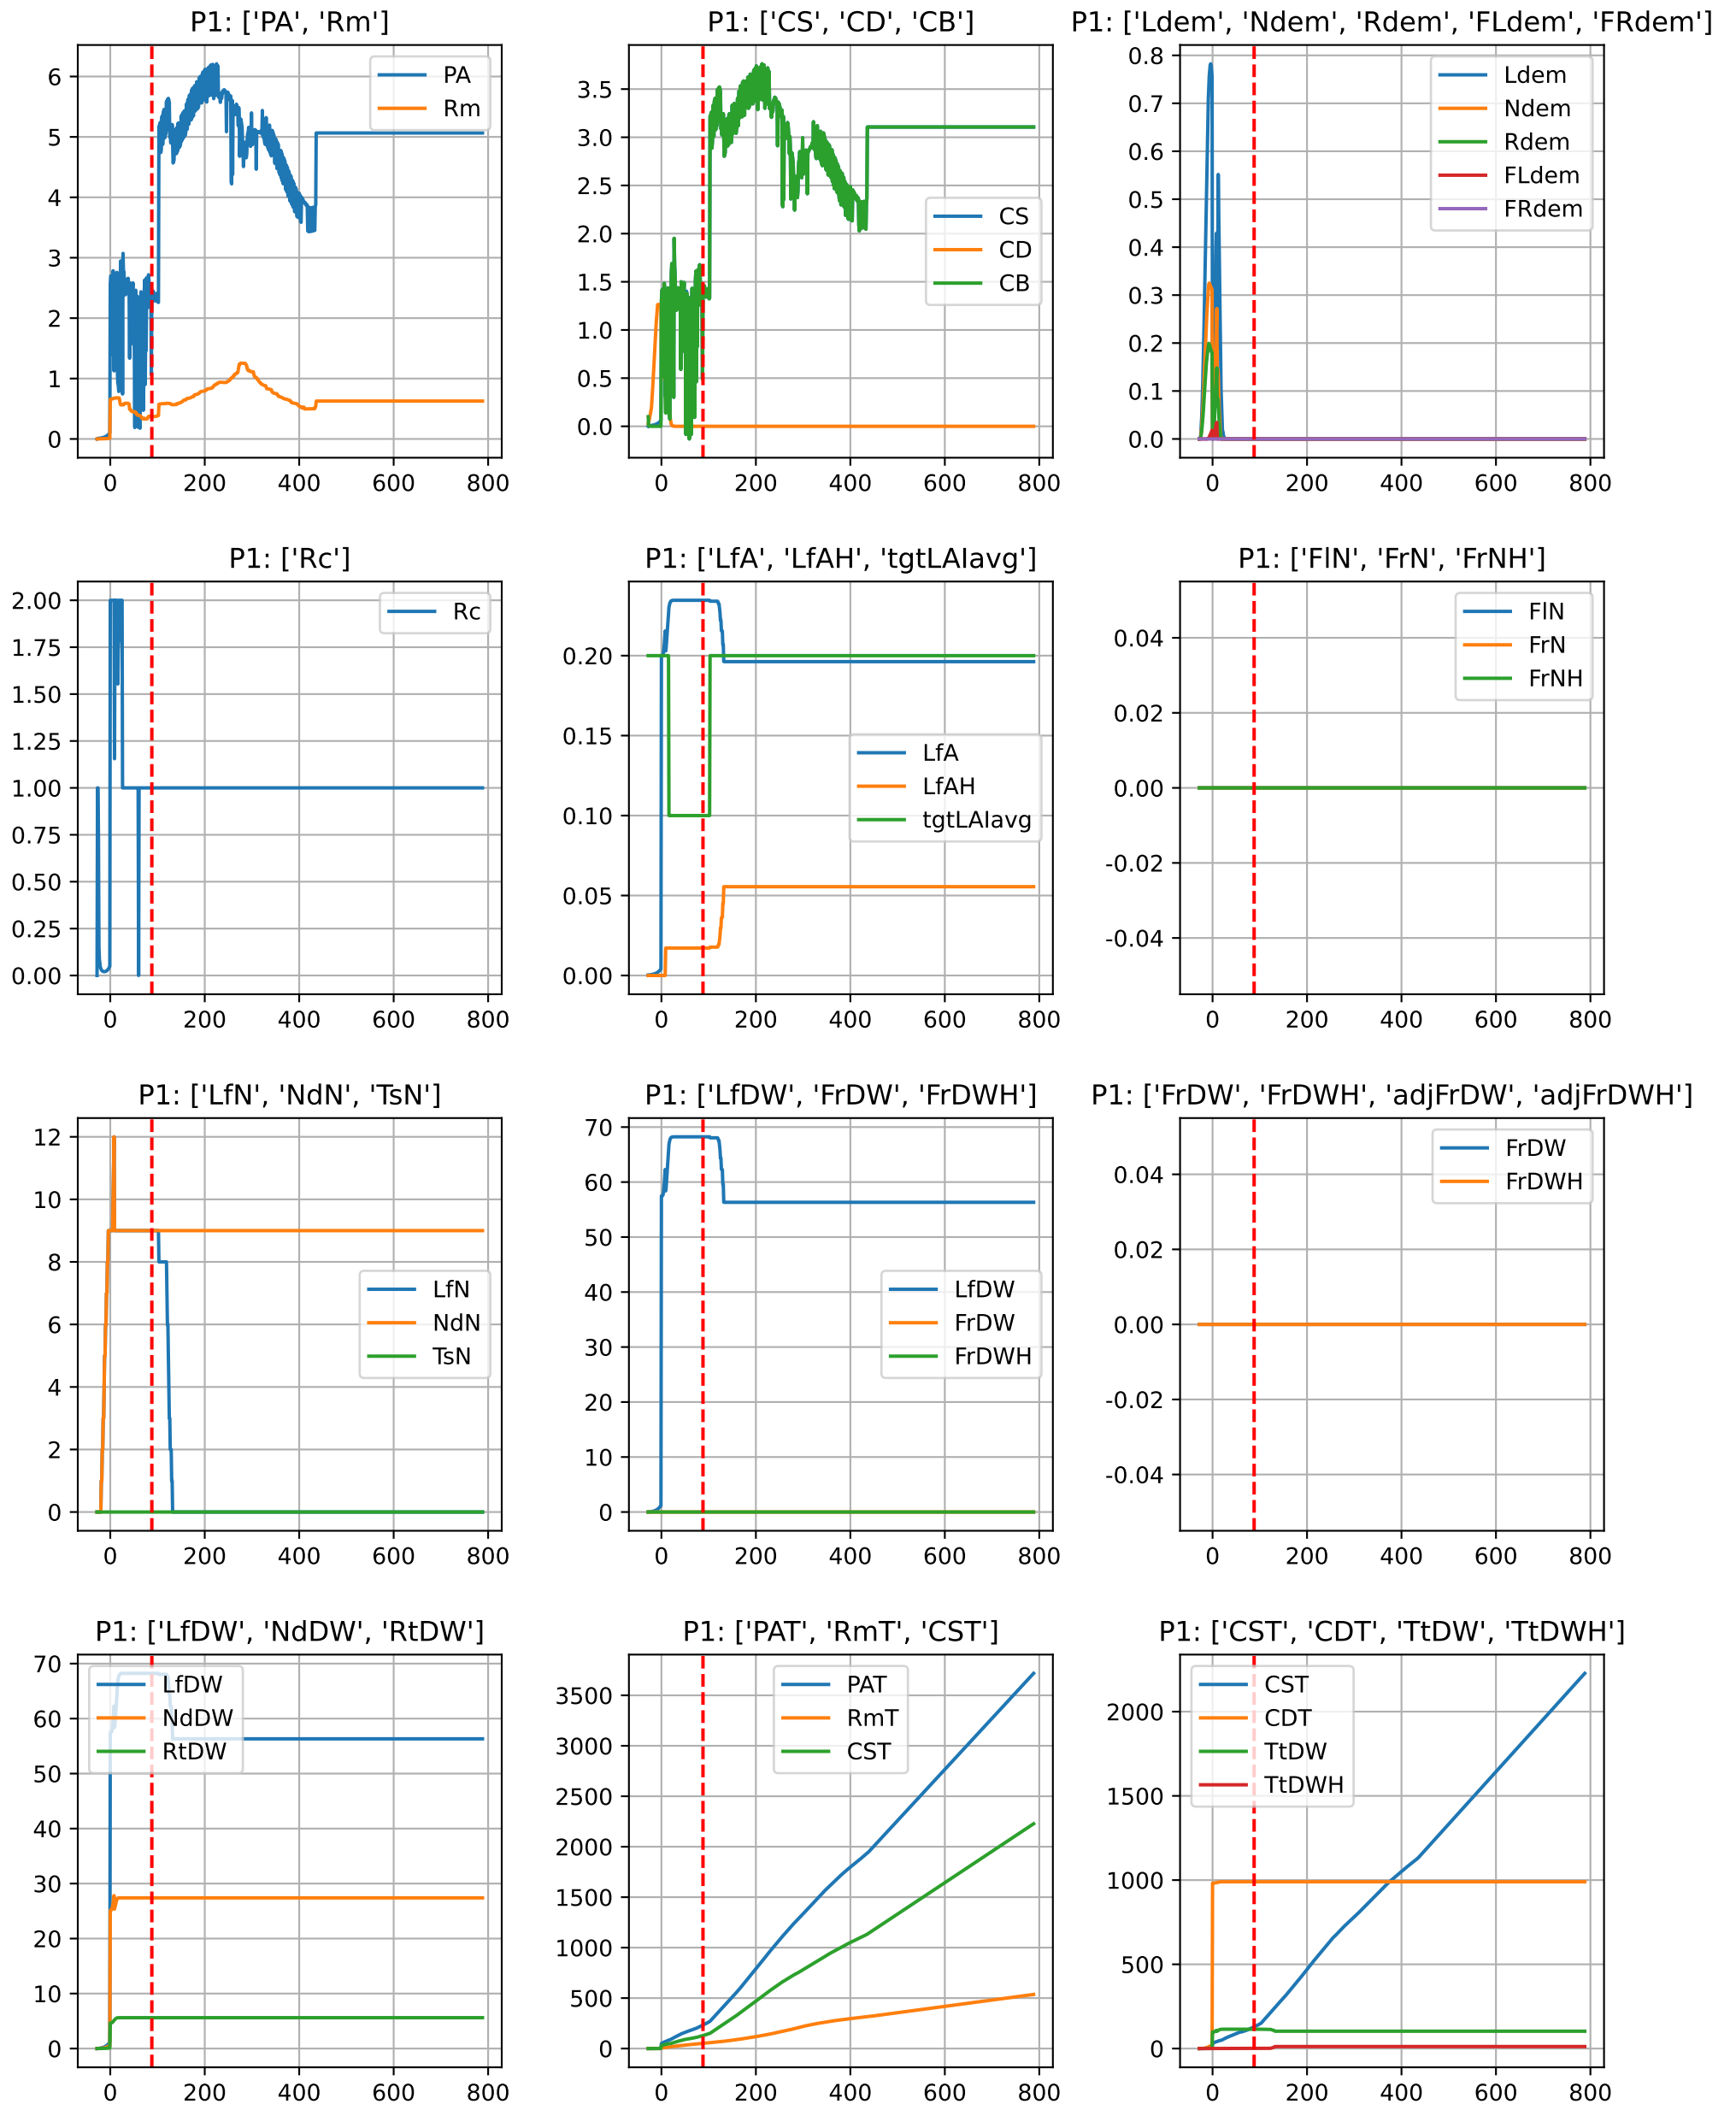 P1: ['PA', 'Rm']
P1: ['CS', 'CD', 'CB']
P1: ['Ldem', 'Ndem', 'Rdem', 'FLdem', 'FRdem']
6
5
4
3
2
1
0
PA
Rm
0 200 400 600 800
3.5
3.0
2.5
2.0
1.5
1.0
0.5
0.0
CS
CD
CB
0 200 400 600 800
0.8
0.7
0.6
0.5
0.4
0.3
0.2
0.1
0.0
Ldem
Ndem
Rdem
FLdem
FRdem
0 200 400 600 800
P1: ['Rc']
P1: ['LfA', 'LfAH', 'tgtLAIavg']
P1: ['FlN', 'FrN', 'FrNH']
2.00
1.75
1.50
1.25
1.00
0.75
0.50
0.25
0.00
Rc
0 200 400 600 800
0.20
0.15
0.10
0.05
0.00
LfA
LfAH
tgtLAIavg
0 200 400 600 800
0.04
0.02
0.00
-0.02
-0.04
FlN
FrN
FrNH
0 200 400 600 800
P1: ['LfN', 'NdN', 'TsN']
P1: ['LfDW', 'FrDW', 'FrDWH']
P1: ['FrDW', 'FrDWH', 'adjFrDW', 'adjFrDWH']
12
10
8
6
4
2
0
LfN
NdN
TsN
0 200 400 600 800
70
60
50
40
30
20
10
0
LfDW
FrDW
FrDWH
0 200 400 600 800
0.04
0.02
0.00
-0.02
-0.04
FrDW
FrDWH
0 200 400 600 800
P1: ['LfDW', 'NdDW', 'RtDW']
P1: ['PAT', 'RmT', 'CST']
P1: ['CST', 'CDT', 'TtDW', 'TtDWH']
70
60
50
40
30
20
10
0
LfDW
NdDW
RtDW
0 200 400 600 800
3500
3000
2500
2000
1500
1000
500
0
PAT
RmT
CST
0 200 400 600 800
2000
1500
1000
500
0
CST
CDT
TtDW
TtDWH
0 200 400 600 800